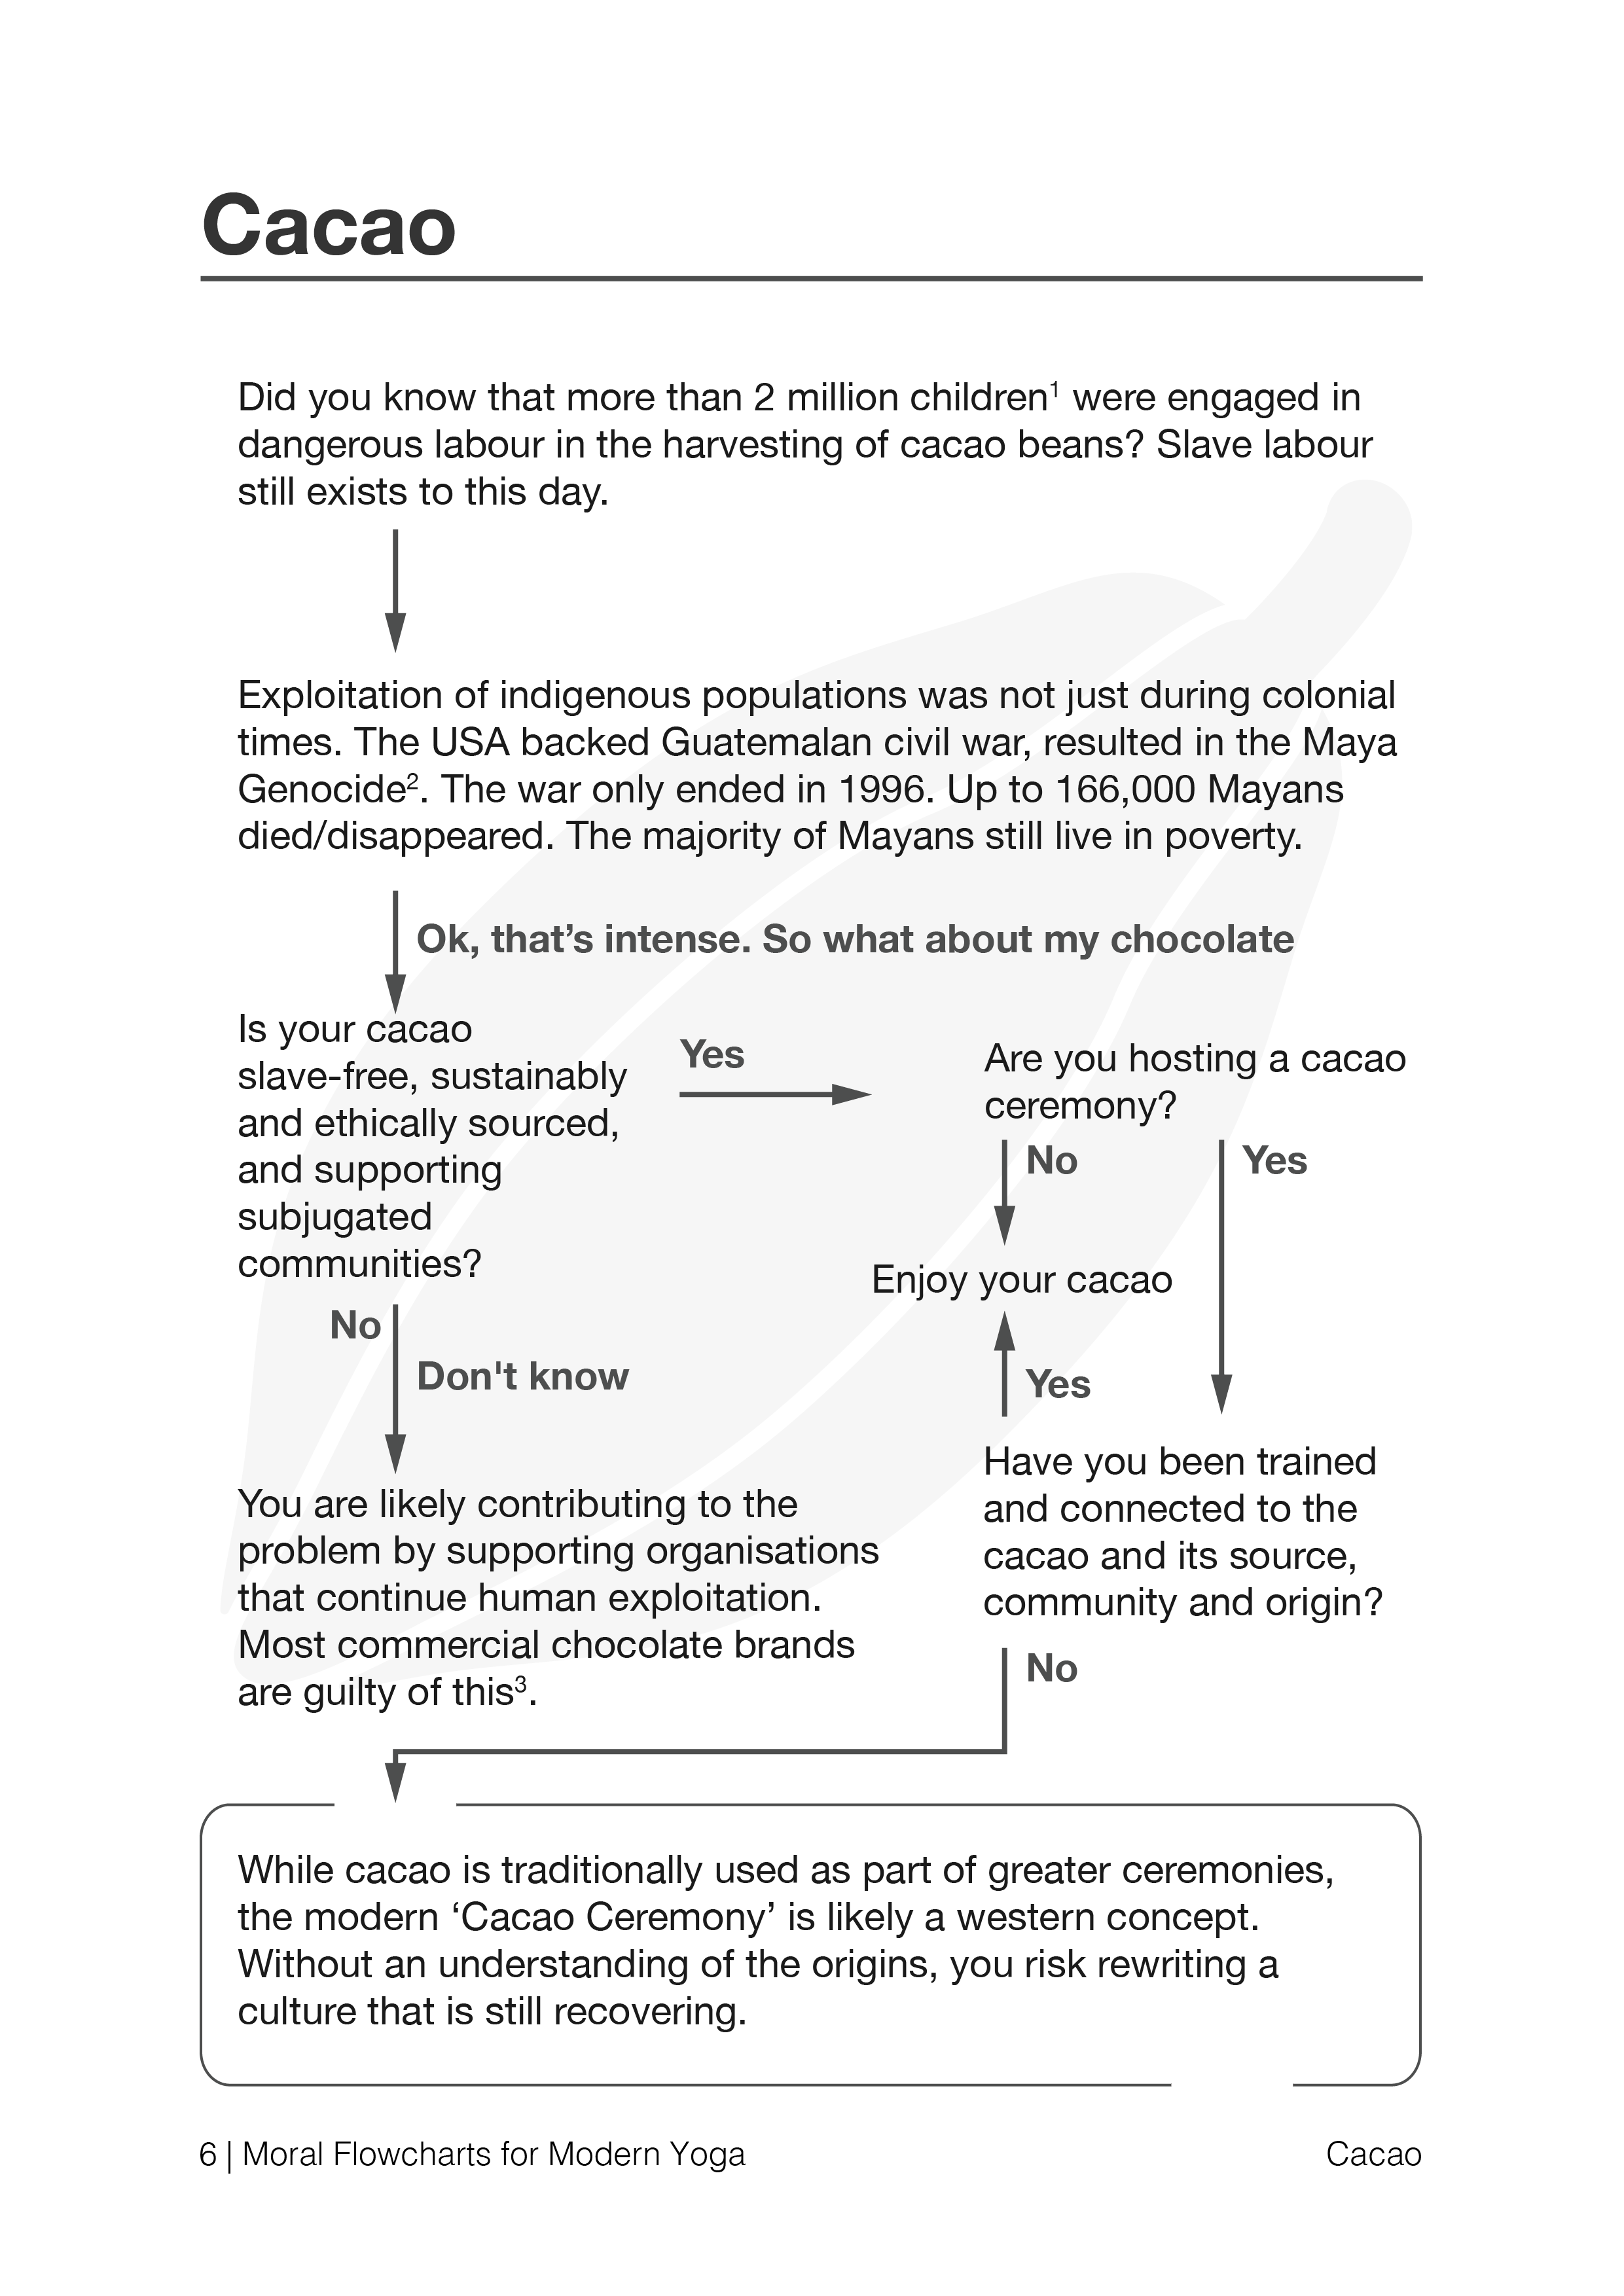 Cacao
Did you know that more than 2 million children¹ were engaged in
dangerous labour in the harvesting of cacao beans? Slave labour
still exists to this day.
Exploitation of indigenous populations was not just during colonial
times. The USA backed Guatemalan civil war, resulted in the Maya
Genocide². The war only ended in 1996. Up to 166,000 Mayans
died/disappeared. The majority of Mayans still live in poverty.
Ok, that’s intense. So what about my chocolate
Is your cacao
slave-free, sustainably
and ethically sourced,
and supporting
subjugated
communities?
Yes
Are you hosting a cacao
ceremony?
No
Yes
Enjoy your cacao
Yes
No
Don't know
Have you been trained
and connected to the
cacao and its source,
community and origin?
You are likely contributing to the
problem by supporting organisations
that continue human exploitation.
Most commercial chocolate brands
are guilty of this³.
No
While cacao is traditionally used as part of greater ceremonies,
the modern ‘Cacao Ceremony’ is likely a western concept.
Without an understanding of the origins, you risk rewriting a
culture that is still recovering.
6 | Moral Flowcharts for Modern Yoga
Cacao